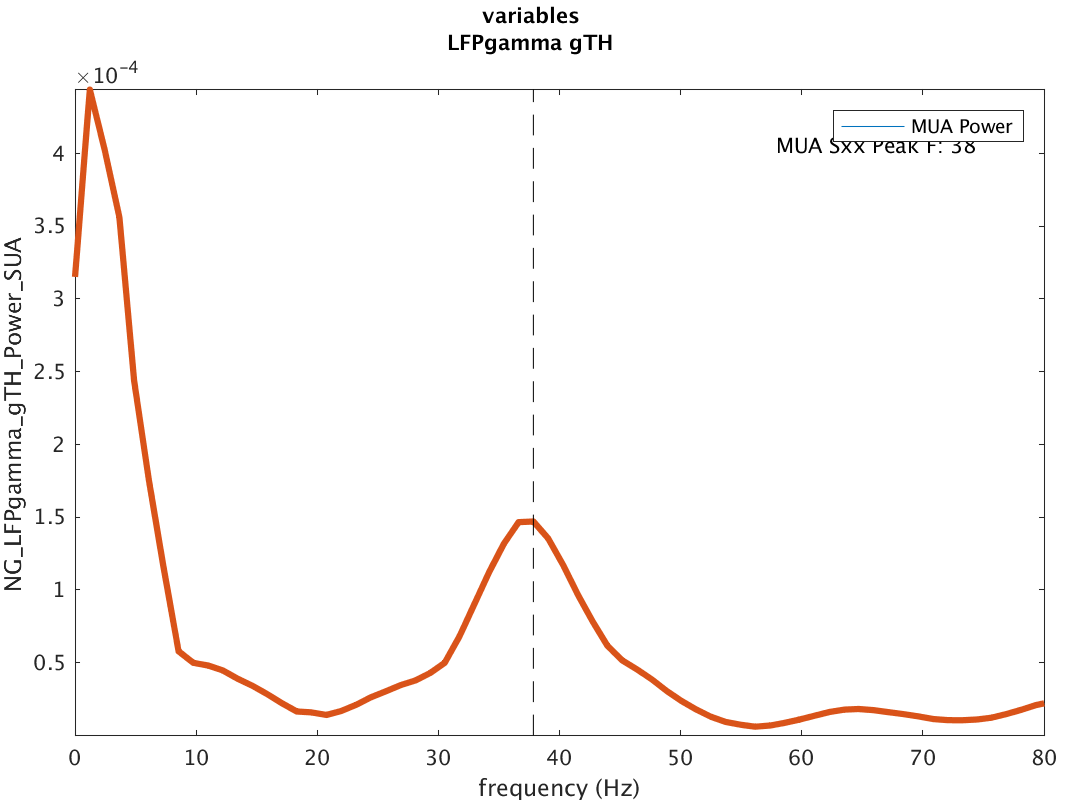 variables
LFPgamma gTH
×10⁻⁴
MUA Power
MUA Sxx Peak F: 38
4
3.5
3
2.5
2
1.5
1
0.5
NG_LFPgamma_gTH_Power_SUA
0 10 20 30 40 50 60 70 80
frequency (Hz)